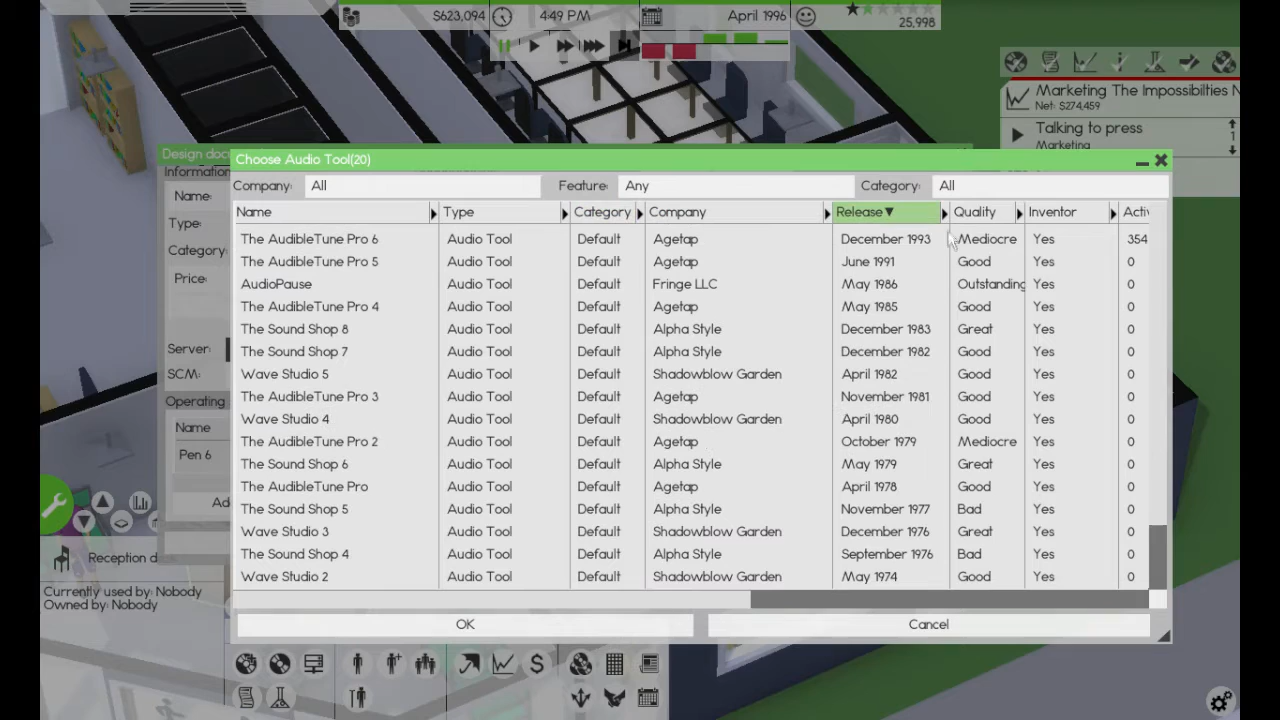 $623,094 4:49 PM April 1996 25,998
Marketing The Impossibilties N
Net: $274,459
Talking to press
1
Marketing
Design doc
Choose Audio Tool(20)
Information
Company: All Feature: Any Category: All
Name:
Name Type Category Company Release▼ Quality Inventor Activ
Type:
The AudibleTune Pro 6 Audio Tool Default Agetap December 1993 Mediocre Yes 354
Category:
The AudibleTune Pro 5 Audio Tool Default Agetap June 1991 Good Yes 0
Price:
AudioPause Audio Tool Default Fringe LLC May 1986 Outstanding Yes 0
The AudibleTune Pro 4 Audio Tool Default Agetap May 1985 Good Yes 0
The Sound Shop 8 Audio Tool Default Alpha Style December 1983 Great Yes 0
Server:
The Sound Shop 7 Audio Tool Default Alpha Style December 1982 Good Yes 0
SCM:
Wave Studio 5 Audio Tool Default Shadowblow Garden April 1982 Good Yes 0
Operating
The AudibleTune Pro 3 Audio Tool Default Agetap November 1981 Good Yes 0
Wave Studio 4 Audio Tool Default Shadowblow Garden April 1980 Good Yes 0
Name
The AudibleTune Pro 2 Audio Tool Default Agetap October 1979 Mediocre Yes 0
Pen 6
The Sound Shop 6 Audio Tool Default Alpha Style May 1979 Great Yes 0
The AudibleTune Pro Audio Tool Default Agetap April 1978 Good Yes 0
Ad
The Sound Shop 5 Audio Tool Default Alpha Style November 1977 Bad Yes 0
Wave Studio 3 Audio Tool Default Shadowblow Garden December 1976 Great Yes 0
Reception d
The Sound Shop 4 Audio Tool Default Alpha Style September 1976 Bad Yes 0
Wave Studio 2 Audio Tool Default Shadowblow Garden May 1974 Good Yes 0
Currently used by: Nobody
Owned by: Nobody
OK Cancel